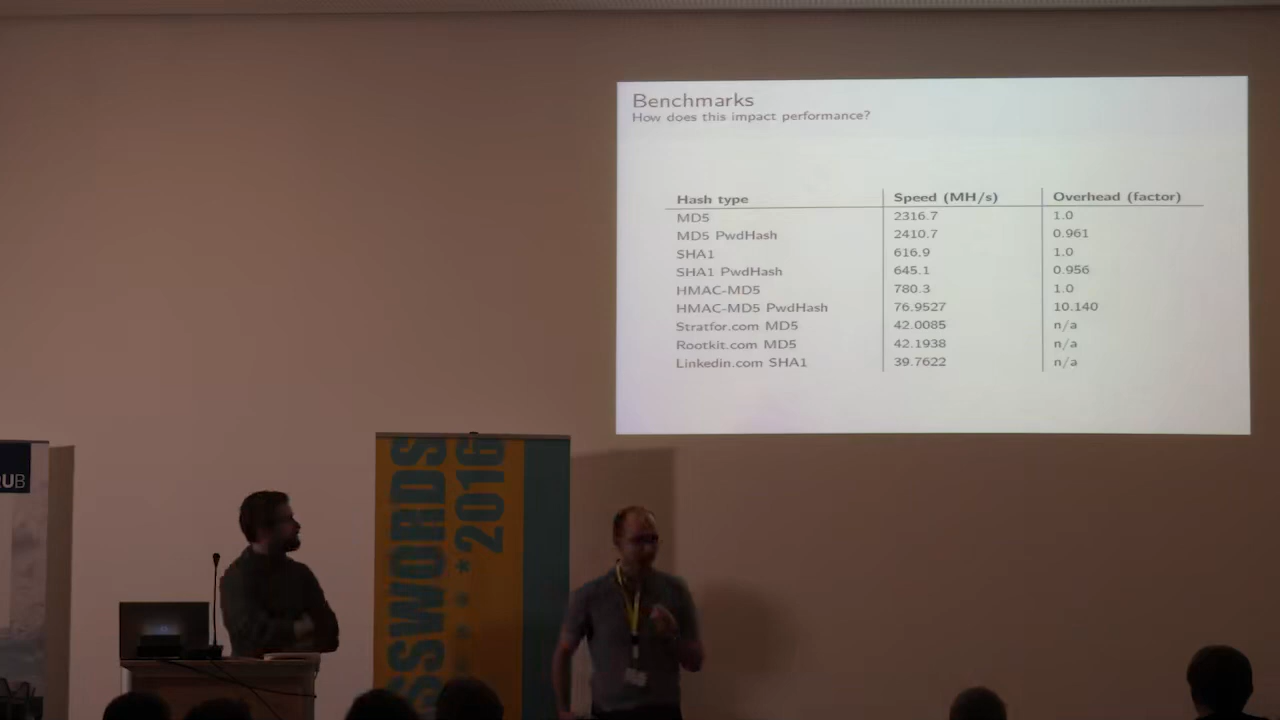 Benchmarks
How does this impact performance?
Hash type Speed (MH/s) Overhead (factor)
MD5 2316.7 1.0
MD5 PwdHash 2410.7 0.961
SHA1 616.9 1.0
SHA1 PwdHash 645.1 0.956
HMAC-MD5 780.3 1.0
HMAC-MD5 PwdHash 76.9527 10.140
Stratfor.com MD5 42.0085 n/a
Rootkit.com MD5 42.1938 n/a
Linkedin.com SHA1 39.7622 n/a
RUB
SSWORDS
*2016